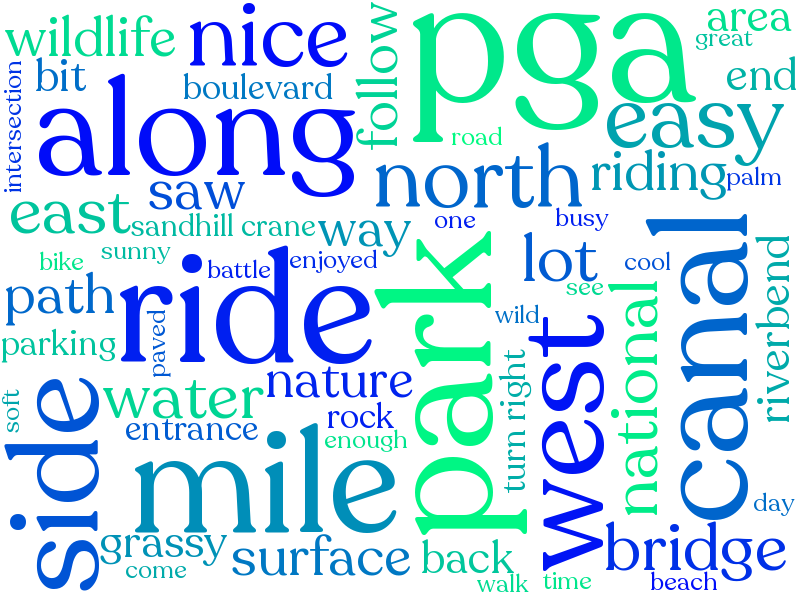 wildlife
nice
follow
pga
area
great
bit
boulevard
end
intersection
along
road
easy
saw
north
riding
palm
east
sandhill crane
way
one
busy
sunny
bike
battle
enjoyed
lot
cool
see
path
ride
park
canal
riverbend
wild
national
parking
paved
nature
west
soft
side
water
rock
turn right
entrance
enough
mile
day
grassy
surface
back
bridge
come
walk
time
beach